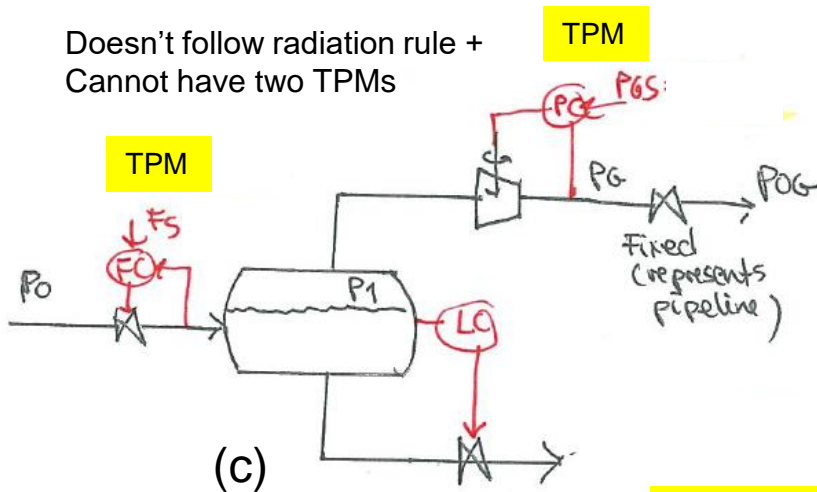 Doesn't follow radiation rule +
Cannot have two TPMs
TPM
TPM
PC
PGS
FS
FC
P0
P1
LC
PG
POG
Fixed
(represents
pipeline)
(c)